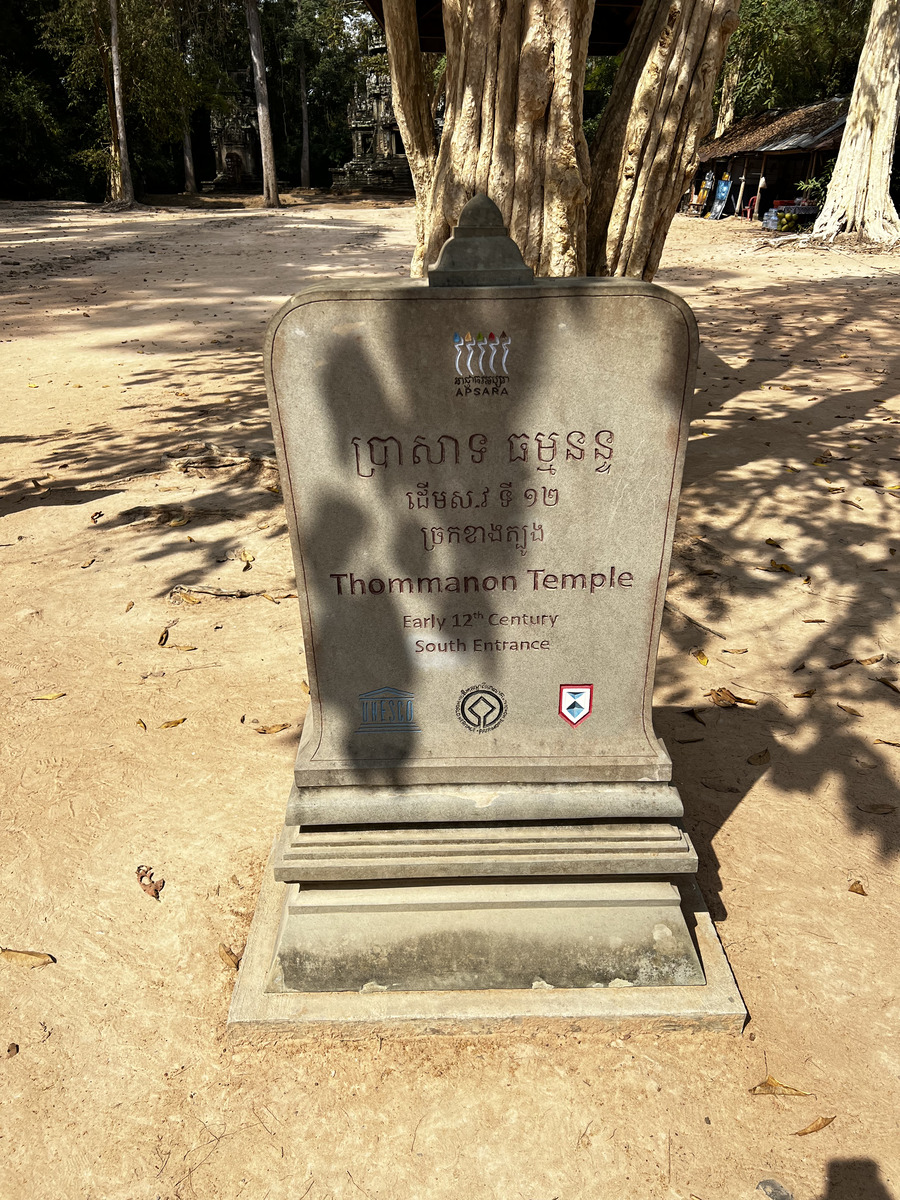 អាជ្ញាធរអប្សរា
APSARA
ប្រាសាទ ធម្មនន្ទ
ដើមស.វ ទី ១២
ច្រកខាងត្បូង
Thommanon Temple
Early 12th Century
South Entrance
UNESCO